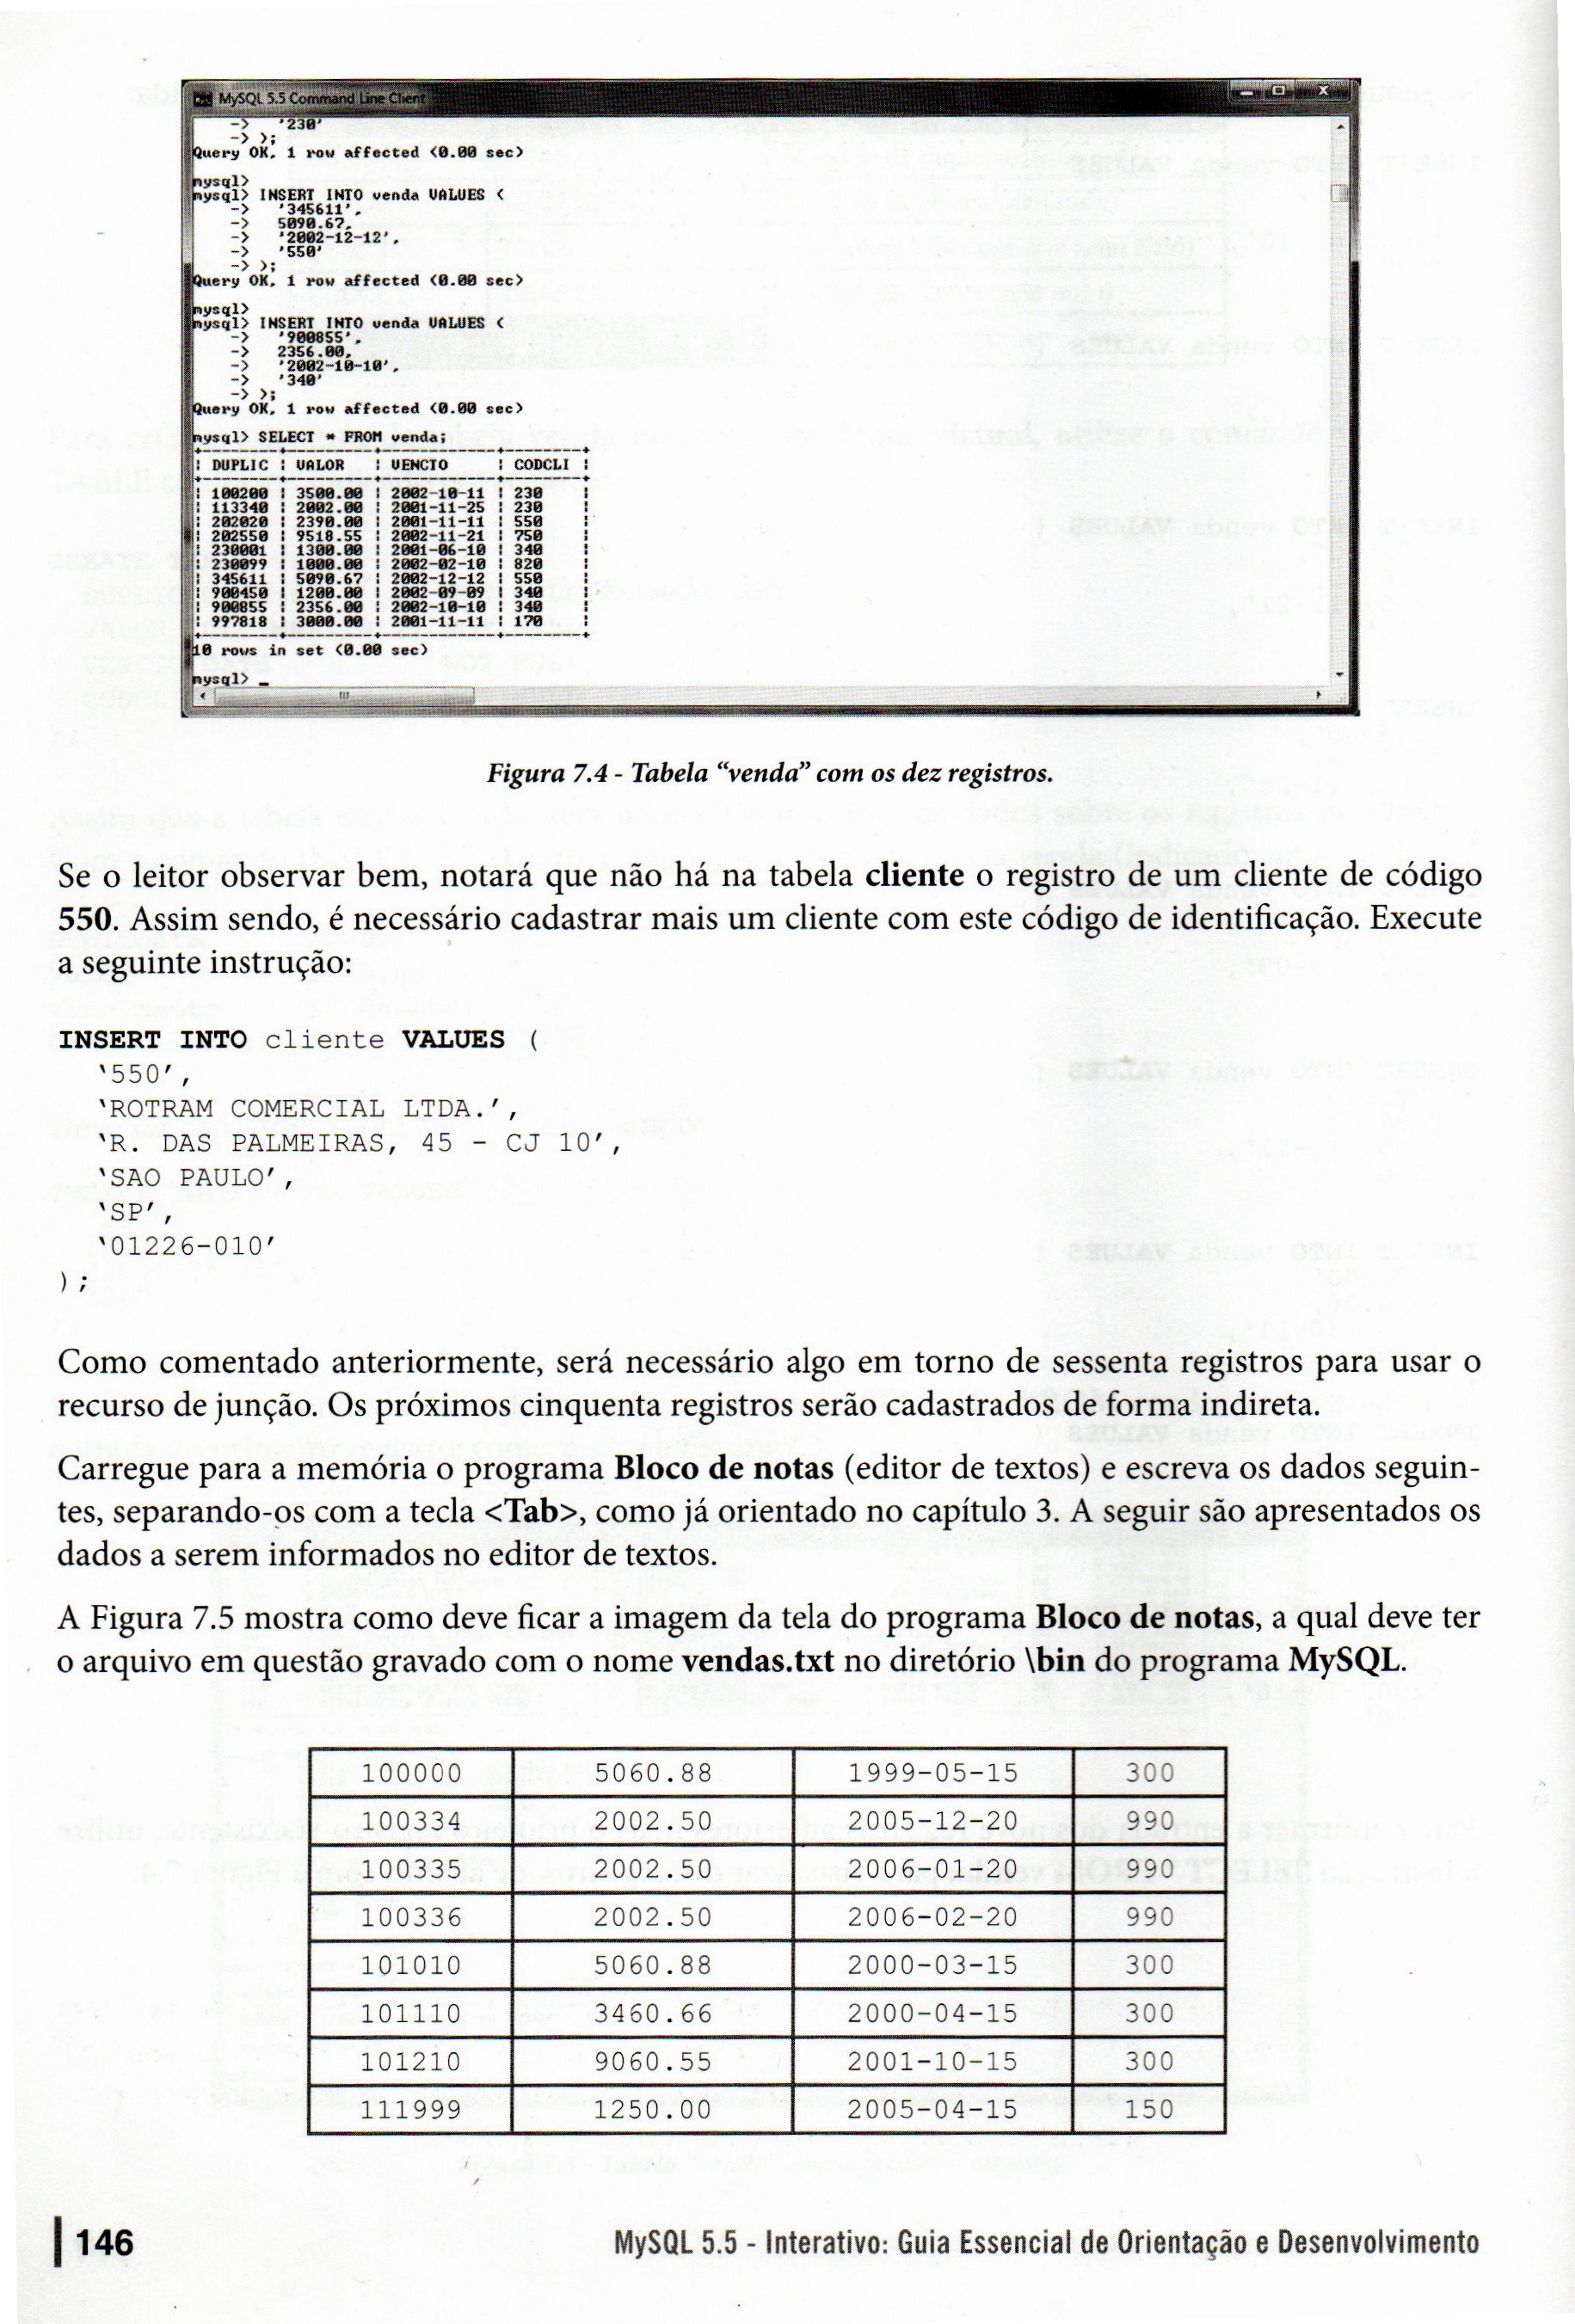 MySQL 5.5 Command Line Client
-> '230'
-> );
Query OK, 1 row affected (0.00 sec)
mysql>
mysql> INSERT INTO venda VALUES (
-> '345611',
-> 5090.67,
-> '2002-12-12',
-> '550'
-> );
Query OK, 1 row affected (0.00 sec)
mysql>
mysql> INSERT INTO venda VALUES (
-> '900855',
-> 2356.00,
-> '2002-10-10',
-> '340'
-> );
Query OK, 1 row affected (0.00 sec)
mysql> SELECT * FROM venda;
+--------+---------+------------+--------+
| DUPLIC | VALOR | VENCTO | CODCLI |
+--------+---------+------------+--------+
| 100200 | 3500.00 | 2002-10-11 | 230 |
| 113340 | 2002.00 | 2001-11-25 | 230 |
| 202020 | 2390.00 | 2001-11-11 | 550 |
| 202550 | 9518.55 | 2002-11-21 | 750 |
| 230001 | 1300.00 | 2001-06-10 | 340 |
| 230099 | 1000.00 | 2002-02-10 | 820 |
| 345611 | 5090.67 | 2002-12-12 | 550 |
| 900450 | 1200.00 | 2002-09-09 | 340 |
| 900855 | 2356.00 | 2002-10-10 | 340 |
| 997818 | 3000.00 | 2001-11-11 | 170 |
+--------+---------+------------+--------+
10 rows in set (0.00 sec)
mysql> _
Figura 7.4 - Tabela “venda” com os dez registros.
Se o leitor observar bem, notará que não há na tabela cliente o registro de um cliente de código
550. Assim sendo, é necessário cadastrar mais um cliente com este código de identificação. Execute
a seguinte instrução:
INSERT INTO cliente VALUES (
‘550’,
‘ROTRAM COMERCIAL LTDA.’,
‘R. DAS PALMEIRAS, 45 - CJ 10’,
‘SAO PAULO’,
‘SP’,
‘01226-010’
);
Como comentado anteriormente, será necessário algo em torno de sessenta registros para usar o
recurso de junção. Os próximos cinquenta registros serão cadastrados de forma indireta.
Carregue para a memória o programa Bloco de notas (editor de textos) e escreva os dados seguin-
tes, separando-os com a tecla <Tab>, como já orientado no capítulo 3. A seguir são apresentados os
dados a serem informados no editor de textos.
A Figura 7.5 mostra como deve ficar a imagem da tela do programa Bloco de notas, a qual deve ter
o arquivo em questão gravado com o nome vendas.txt no diretório \bin do programa MySQL.
100000 5060.88 1999-05-15 300
100334 2002.50 2005-12-20 990
100335 2002.50 2006-01-20 990
100336 2002.50 2006-02-20 990
101010 5060.88 2000-03-15 300
101110 3460.66 2000-04-15 300
101210 9060.55 2001-10-15 300
111999 1250.00 2005-04-15 150
146 MySQL 5.5 - Interativo: Guia Essencial de Orientação e Desenvolvimento